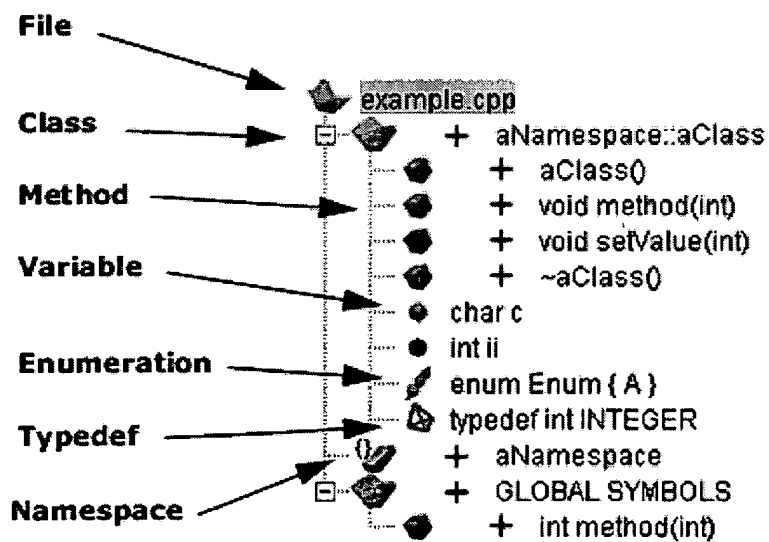 File
example.cpp
Class
+ aNamespace::aClass
+ aClass()
Method
+ void method(int)
+ void setValue(int)
Variable
+ ~aClass()
char c
int ii
Enumeration
enum Enum { A }
Typedef
typedef int INTEGER
{} + aNamespace
Namespace
+ GLOBAL SYMBOLS
+ int method(int)